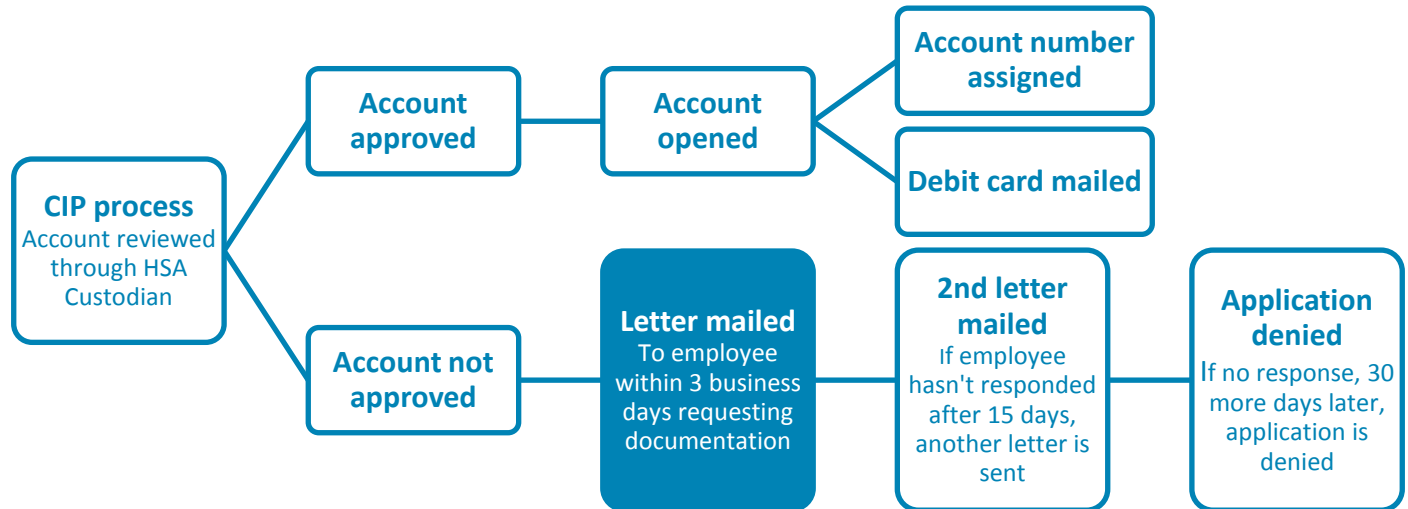 CIP process
Account reviewed
through HSA
Custodian
Account
approved
Account
opened
Account number
assigned
Debit card mailed
Account not
approved
Letter mailed
To employee
within 3 business
days requesting
documentation
2nd letter
mailed
If employee
hasn't responded
after 15 days,
another letter is
sent
Application
denied
If no response, 30
more days later,
application is
denied